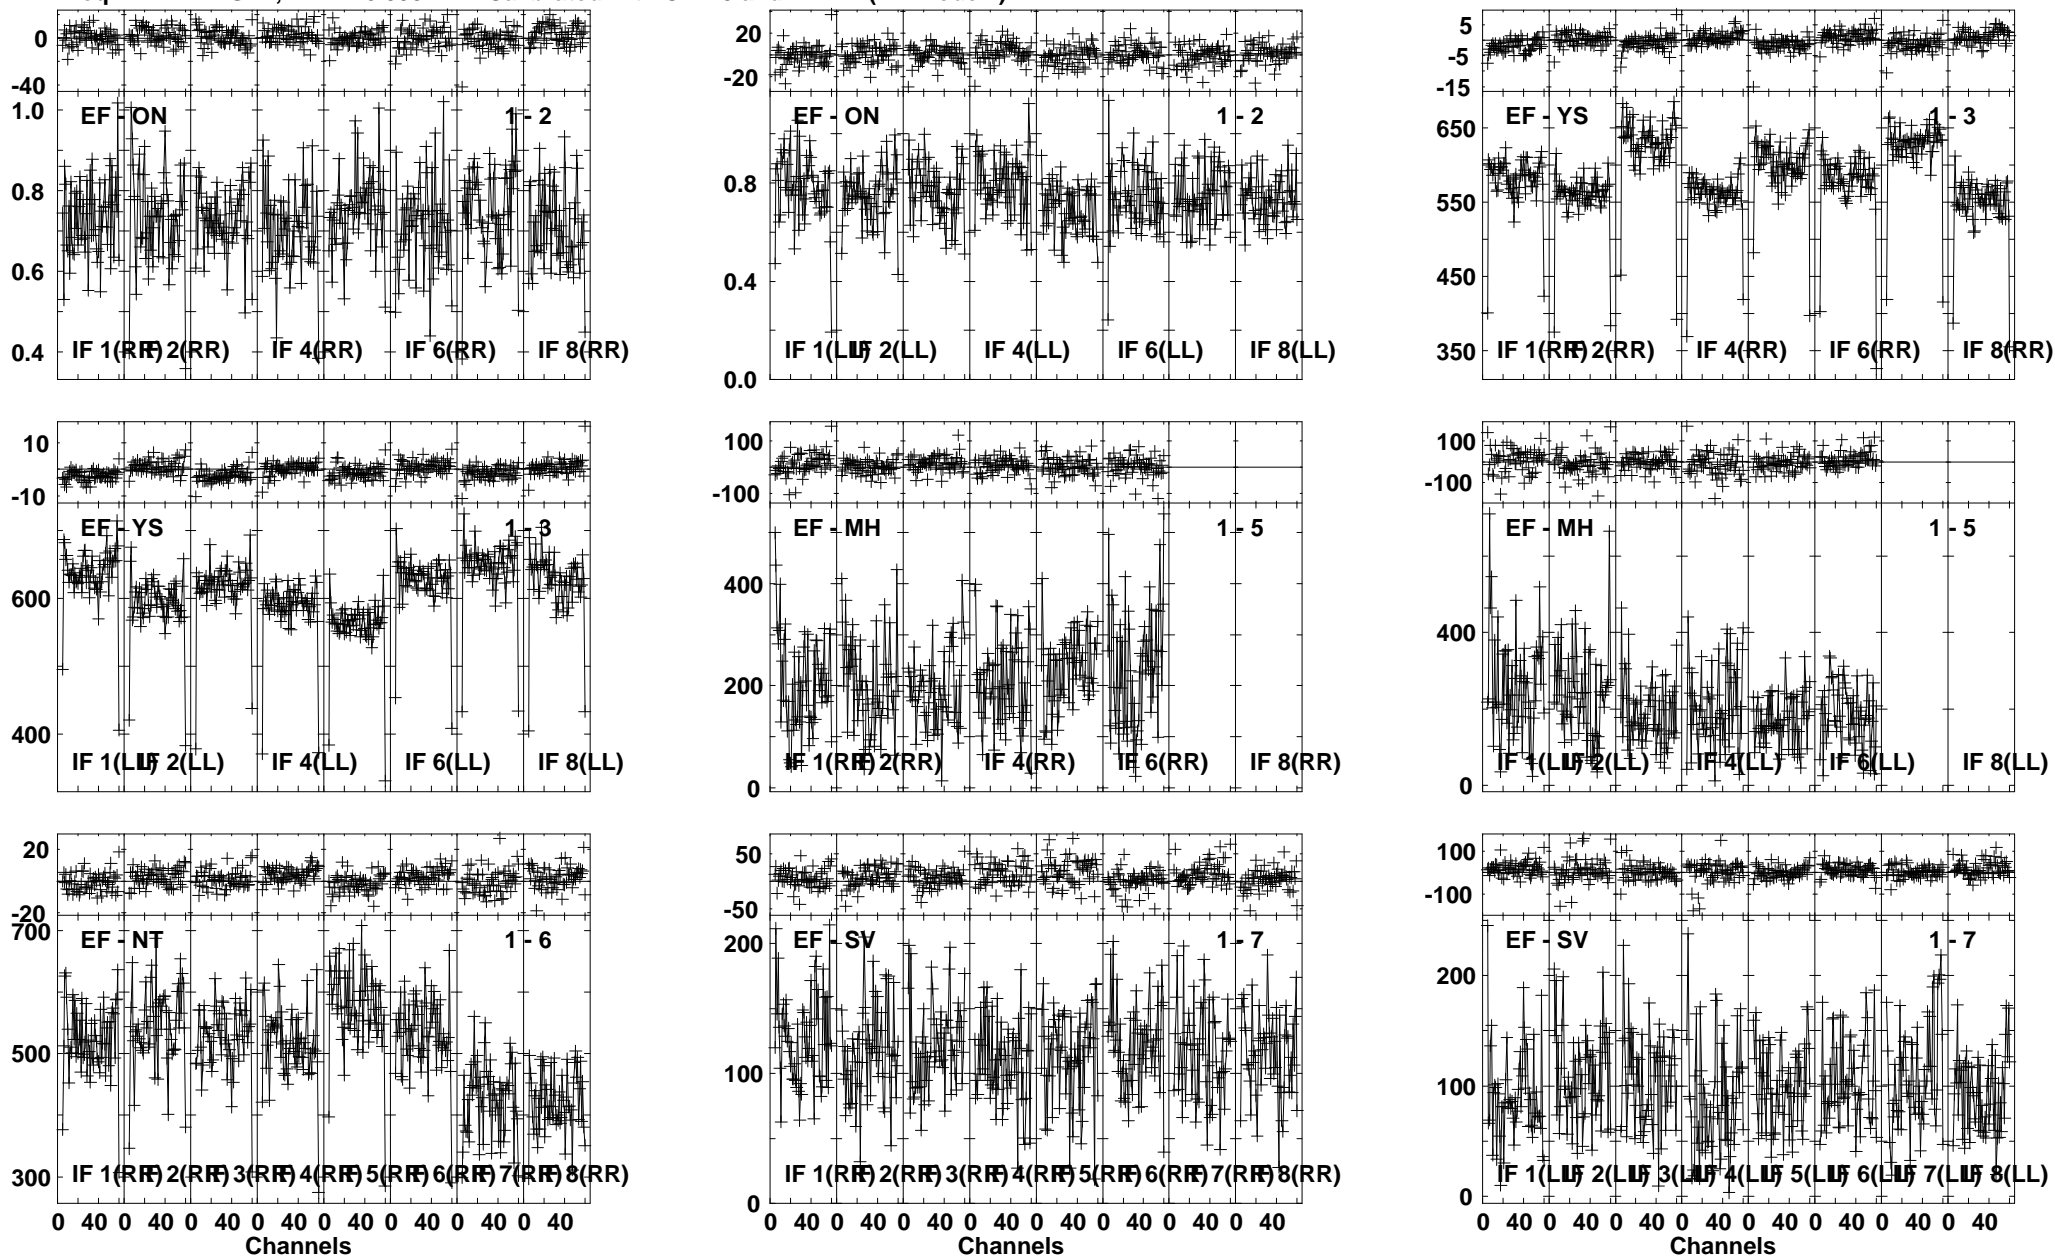 0
-40
EF - ON 1 - 2
1.0
0.8
0.6
0.4
IF 1(RR) IF 2(RR) IF 4(RR) IF 6(RR) IF 8(RR)
20
-20
EF - ON 1 - 2
0.8
0.4
0.0
IF 1(LL) IF 2(LL) IF 4(LL) IF 6(LL) IF 8(LL)
5
-5
-15
EF - YS 1 - 3
650
550
450
350
IF 1(RR) IF 2(RR) IF 4(RR) IF 6(RR) IF 8(RR)
10
-10
EF - YS 1 - 3
600
400
IF 1(LL) IF 2(LL) IF 4(LL) IF 6(LL) IF 8(LL)
100
-100
EF - MH 1 - 5
400
200
0
IF 1(RR) IF 2(RR) IF 4(RR) IF 6(RR) IF 8(RR)
100
-100
EF - MH 1 - 5
400
0
IF 1(LL) IF 2(LL) IF 4(LL) IF 6(LL) IF 8(LL)
20
-20
700
EF - NT 1 - 6
500
300
IF 1(RR) IF 2(RR) IF 3(RR) IF 4(RR) IF 5(RR) IF 6(RR) IF 7(RR) IF 8(RR)
0 40 0 40 0 40 0 40 0 40 0 40 0 40 0 40
Channels
50
-50
EF - SV 1 - 7
200
100
0
IF 1(RR) IF 2(RR) IF 3(RR) IF 4(RR) IF 5(RR) IF 6(RR) IF 7(RR) IF 8(RR)
0 40 0 40 0 40 0 40 0 40 0 40 0 40 0 40
Channels
100
-100
EF - SV 1 - 7
200
100
0
IF 1(LL) IF 2(LL) IF 3(LL) IF 4(LL) IF 5(LL) IF 6(LL) IF 7(LL) IF 8(LL)
0 40 0 40 0 40 0 40 0 40 0 40 0 40 0 40
Channels